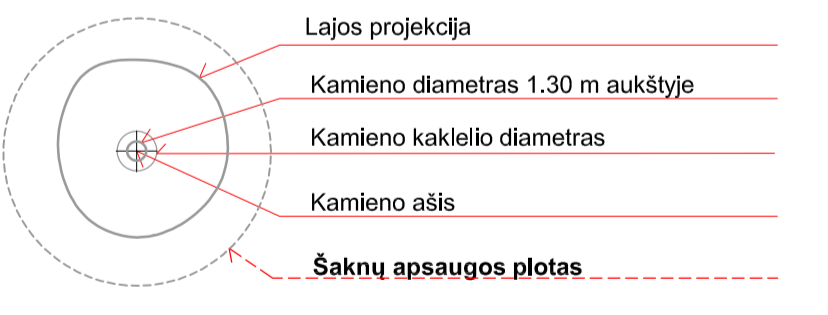 Lajos projekcija
Kamieno diametras 1.30 m aukštyje
Kamieno kaklelio diametras
Kamieno ašis
Šaknų apsaugos plotas